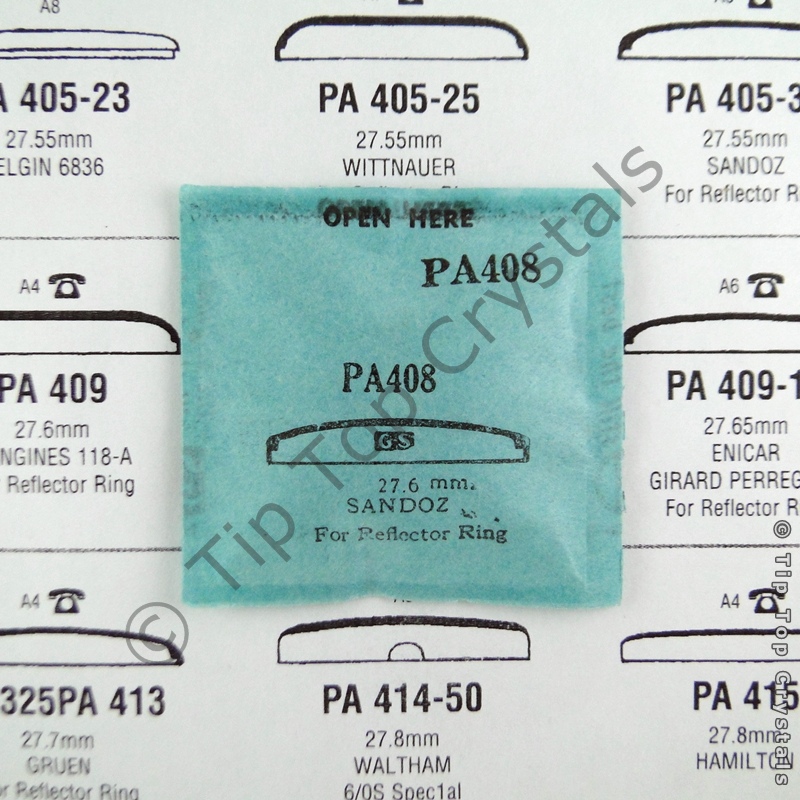 A8
PA 405-23
27.55mm
ELGIN 6836
PA 405-25
27.55mm
WITTNAUER
PA 405-3
27.55mm
SANDOZ
For Reflector R
OPEN HERE
PA408
PA408
GS
27.6 mm.
SANDOZ
For Reflector Ring
A4
PA 409
27.6mm
NGINES 118-A
Reflector Ring
A6
PA 409-1
27.65mm
ENICAR
GIRARD PERREG
For Reflector R
A4
325PA 413
27.7mm
GRUEN
or Reflector Ring
PA 414-50
27.8mm
WALTHAM
6/0S Spec1al
A4
PA 415
27.8mm
HAMILTON
© Tip Top Crystals
© Tip Top Crystals